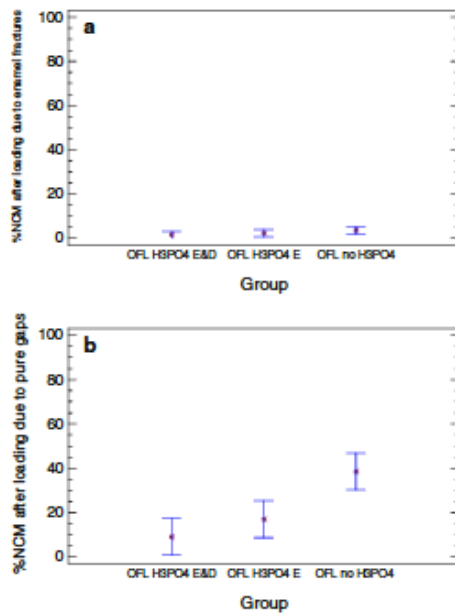 a
%NCM after loading due to enamel fractures
100
80
60
40
20
0
OFL H3PO4 E&D OFL H3PO4 E OFL no H3PO4
Group
b
%NCM after loading due to pure gaps
100
80
60
40
20
0
OFL H3PO4 E&D OFL H3PO4 E OFL no H3PO4
Group